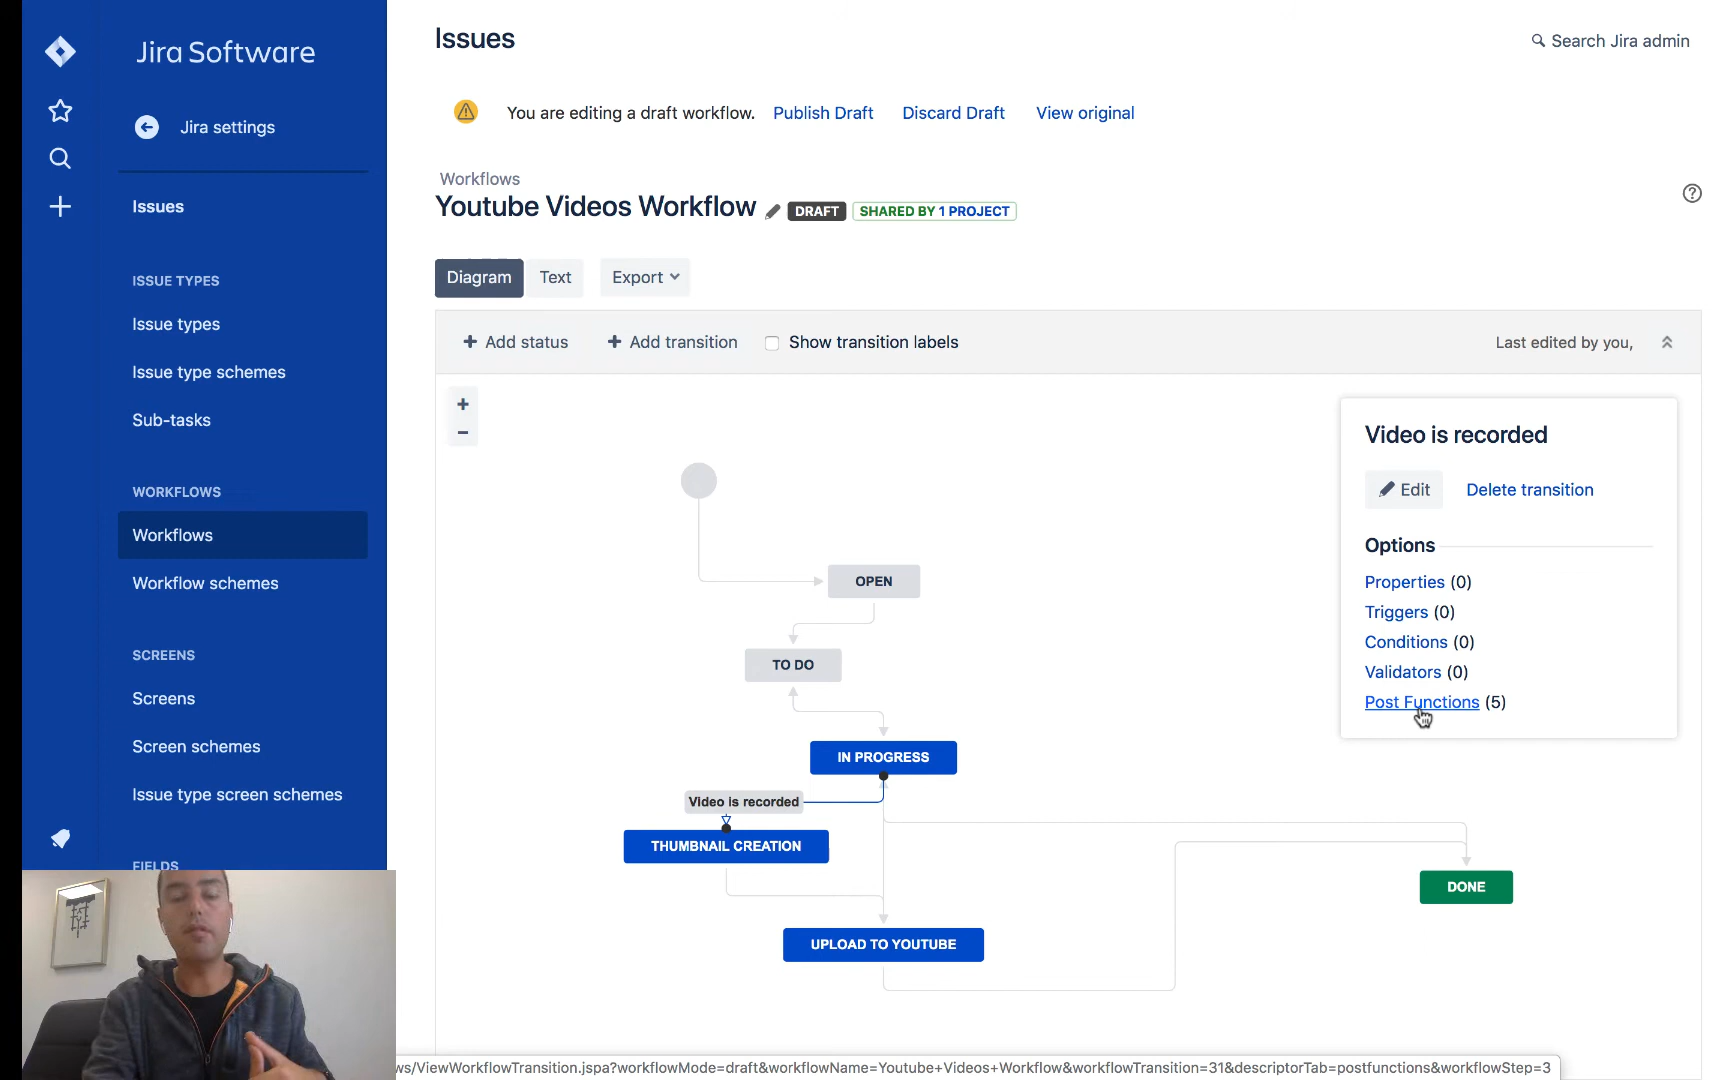 Jira Software
Jira settings
Issues
ISSUE TYPES
Issue types
Issue type schemes
Sub-tasks
WORKFLOWS
Workflows
Workflow schemes
SCREENS
Screens
Screen schemes
Issue type screen schemes
FIELDS
Issues
Search Jira admin
You are editing a draft workflow. Publish Draft Discard Draft View original
Workflows
Youtube Videos Workflow DRAFT SHARED BY 1 PROJECT
Diagram Text Export
+ Add status + Add transition Show transition labels Last edited by you,
+
−
OPEN
TO DO
IN PROGRESS
Video is recorded
THUMBNAIL CREATION
UPLOAD TO YOUTUBE
DONE
Video is recorded
Edit Delete transition
Options
Properties (0)
Triggers (0)
Conditions (0)
Validators (0)
Post Functions (5)
ws/ViewWorkflowTransition.jspa?workflowMode=draft&workflowName=Youtube+Videos+Workflow&workflowTransition=31&descriptorTab=postfunctions&workflowStep=3